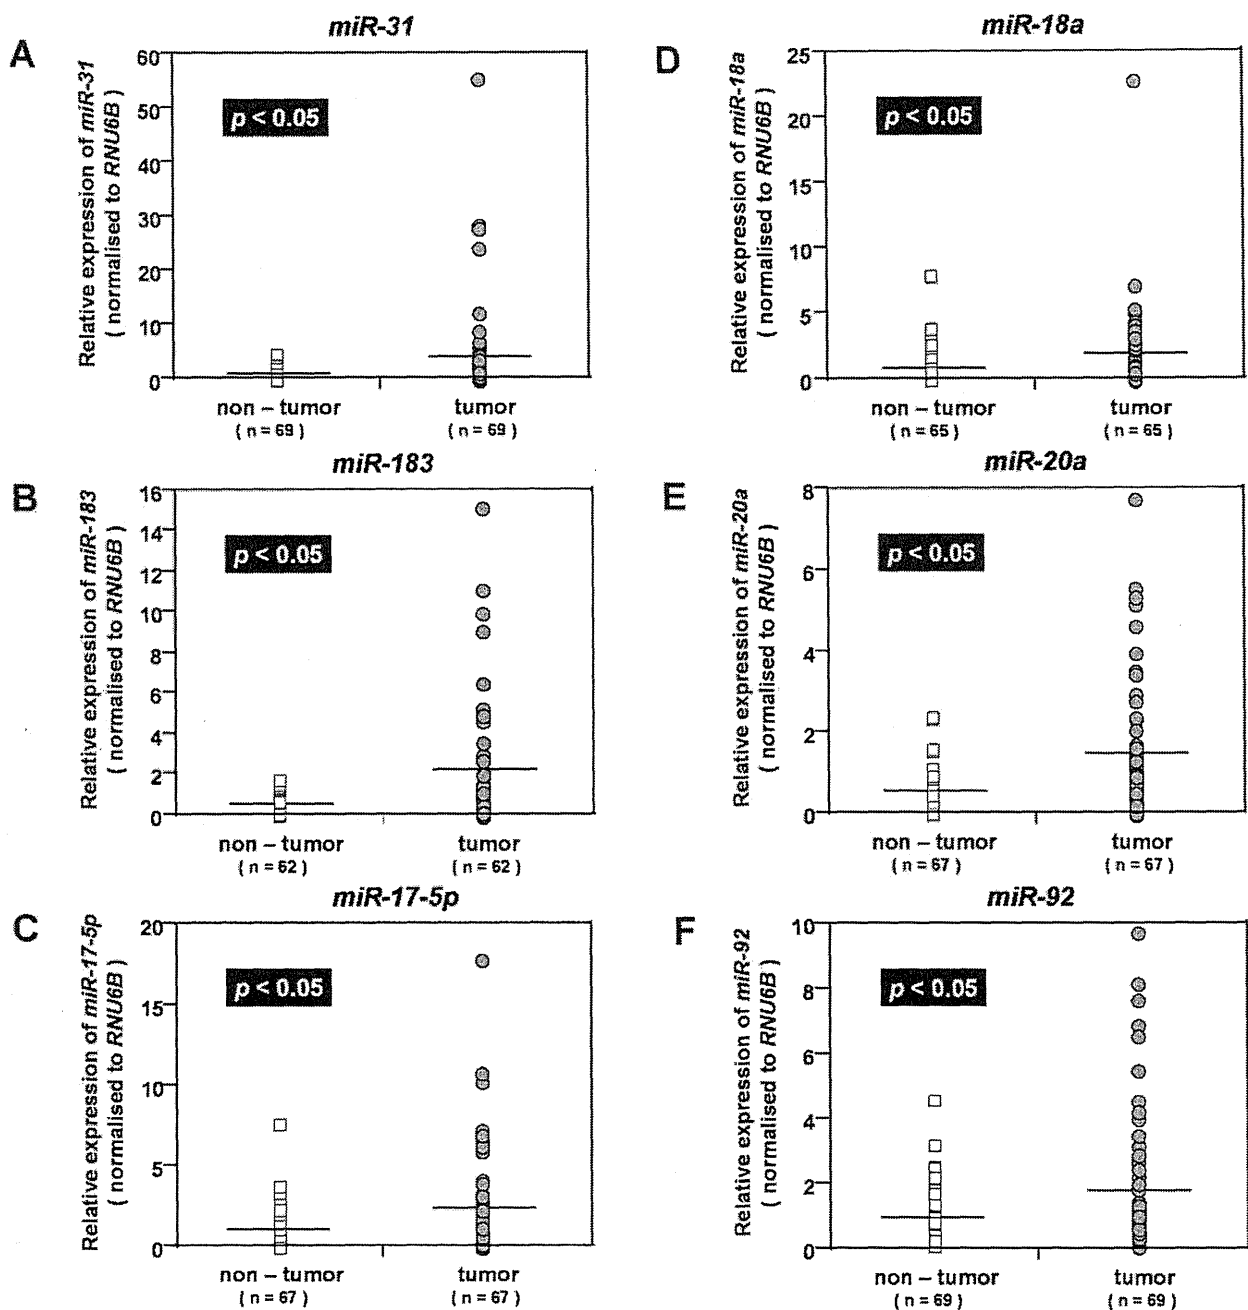 A
miR-31
Relative expression of miR-31
( normalised to RNU6B )
60
50
40
30
20
10
0
p < 0.05
non – tumor
( n = 69 )
tumor
( n = 69 )
B
miR-183
Relative expression of miR-183
( normalised to RNU6B )
16
14
12
10
8
6
4
2
0
p < 0.05
non – tumor
( n = 62 )
tumor
( n = 62 )
C
miR-17-5p
Relative expression of miR-17-5p
( normalised to RNU6B )
20
15
10
5
0
p < 0.05
non – tumor
( n = 67 )
tumor
( n = 67 )
D
miR-18a
Relative expression of miR-18a
( normalised to RNU6B )
25
20
15
10
5
0
p < 0.05
non – tumor
( n = 65 )
tumor
( n = 65 )
E
miR-20a
Relative expression of miR-20a
( normalised to RNU6B )
8
6
4
2
0
p < 0.05
non – tumor
( n = 67 )
tumor
( n = 67 )
F
miR-92
Relative expression of miR-92
( normalised to RNU6B )
10
8
6
4
2
0
p < 0.05
non – tumor
( n = 69 )
tumor
( n = 69 )